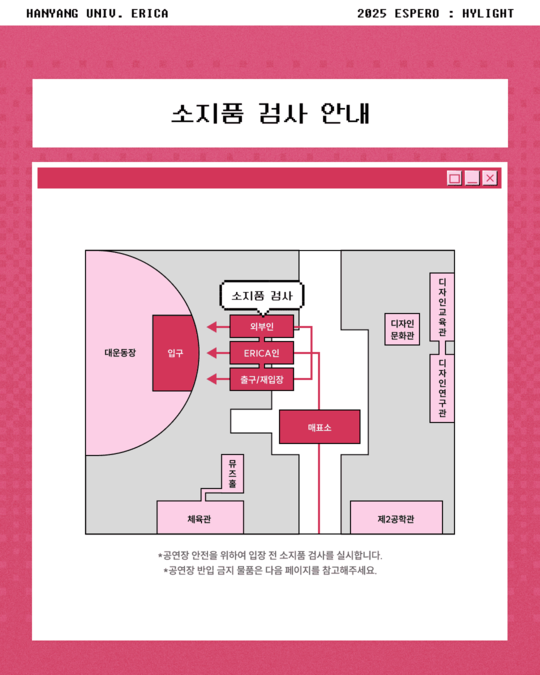 HANYANG UNIV. ERICA
2025 ESPERO : HYLIGHT
소지품 검사 안내
소지품 검사
외부인
ERICA인
출구/재입장
대운동장
입구
매표소
디자인교육관
디자인
문화관
디자인연구관
뮤즈홀
체육관
제2공학관
*공연장 안전을 위하여 입장 전 소지품 검사를 실시합니다.
*공연장 반입 금지 물품은 다음 페이지를 참고해주세요.